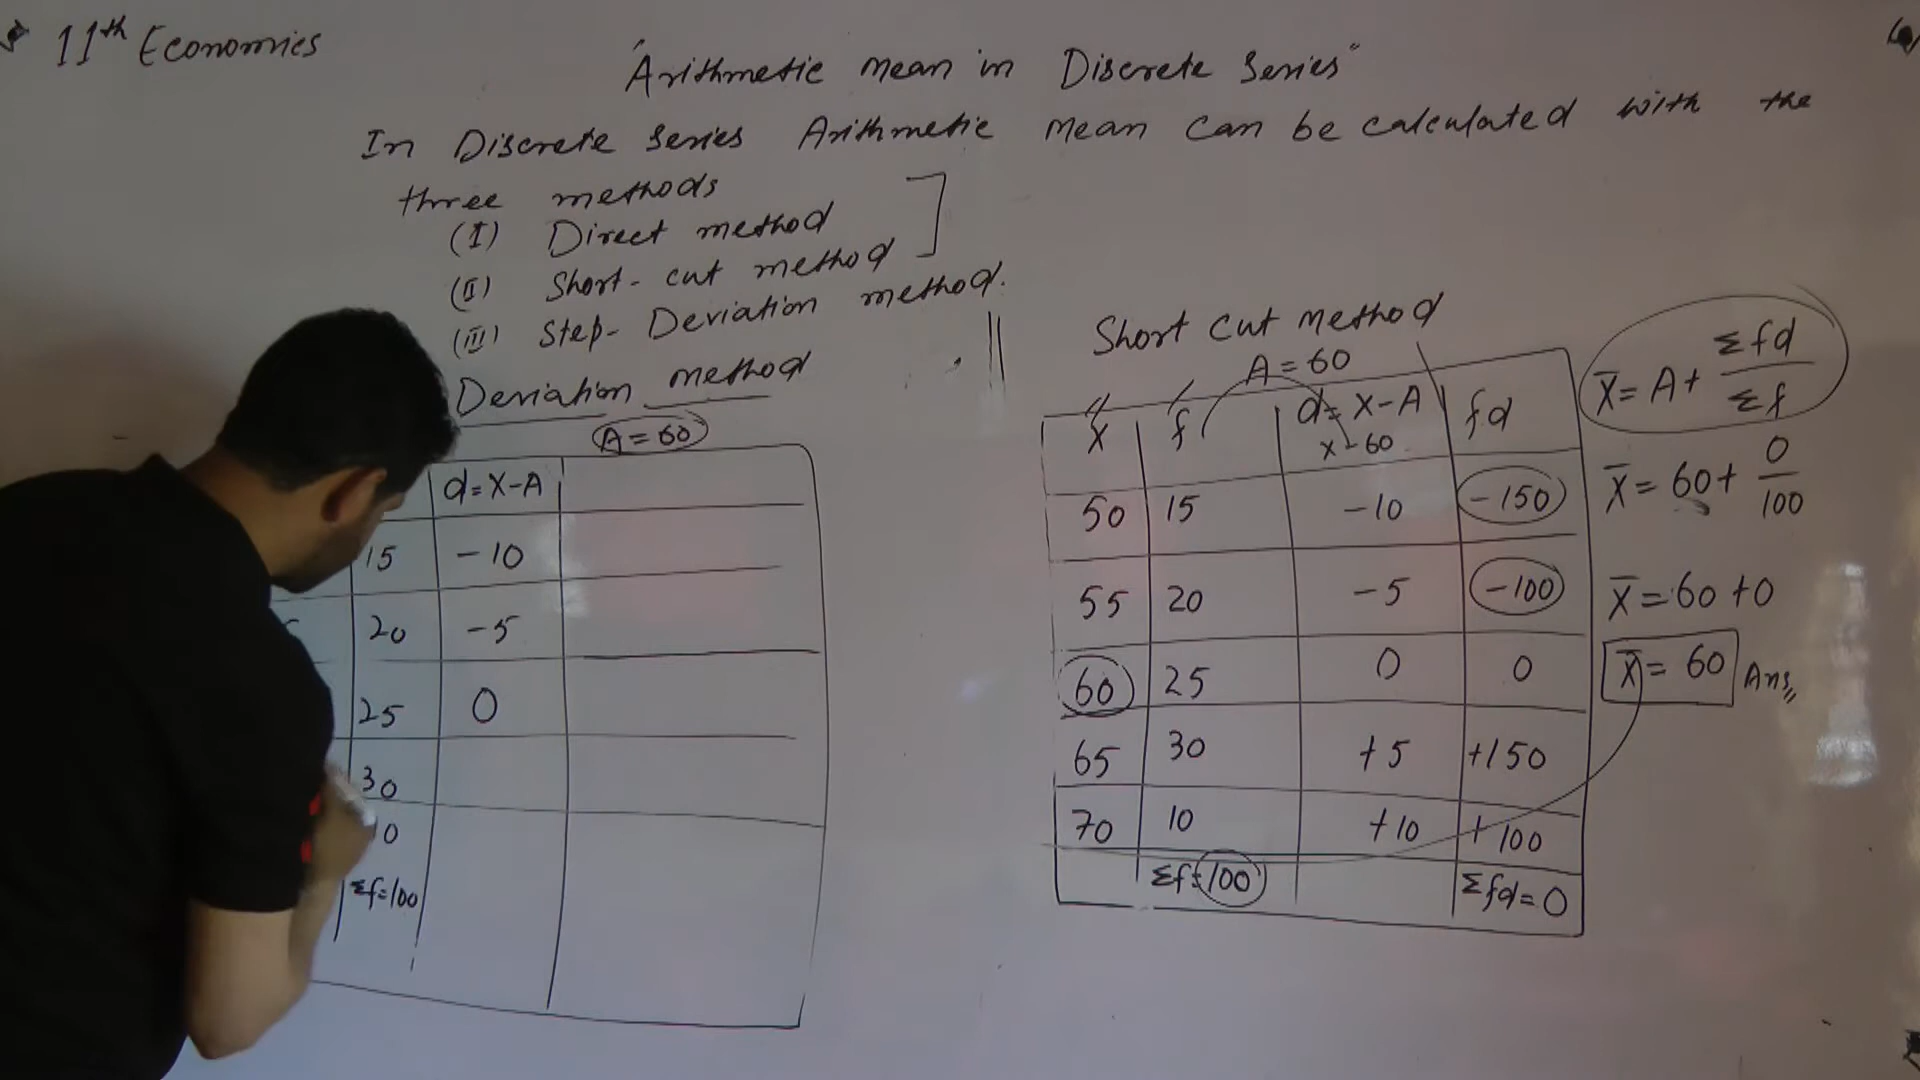 11th Economics
"Arithmetic mean in Discrete Series"
In Discrete Series Arithmetic Mean can be calculated with the
three methods
(I) Direct method
(II) Short-cut method
(III) Step-Deviation method.
Deviation method
A = 60
d=X-A
15 -10
20 -5
25 0
30
10
Σf=100
Short Cut Method
A = 60
X f d=X-A fd
X-60
50 15 -10 -150
55 20 -5 -100
60 25 0 0
65 30 +5 +150
70 10 +10 +100
Σf=100 Σfd=0
X̄=A+ Σfd/Σf
X̄=60+ 0/100
X̄=60+0
X̄=60 Ans,,